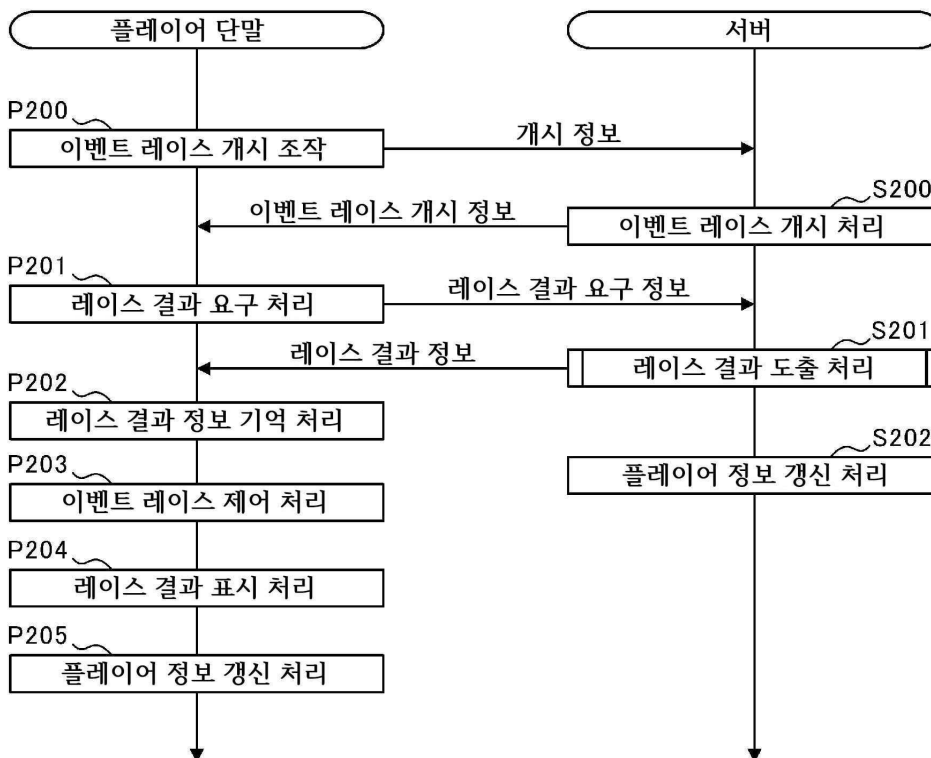 플레이어 단말
서버
P200
이벤트 레이스 개시 조작
개시 정보
S200
이벤트 레이스 개시 정보
이벤트 레이스 개시 처리
P201
레이스 결과 요구 처리
레이스 결과 요구 정보
S201
레이스 결과 정보
레이스 결과 도출 처리
P202
레이스 결과 정보 기억 처리
S202
플레이어 정보 갱신 처리
P203
이벤트 레이스 제어 처리
P204
레이스 결과 표시 처리
P205
플레이어 정보 갱신 처리